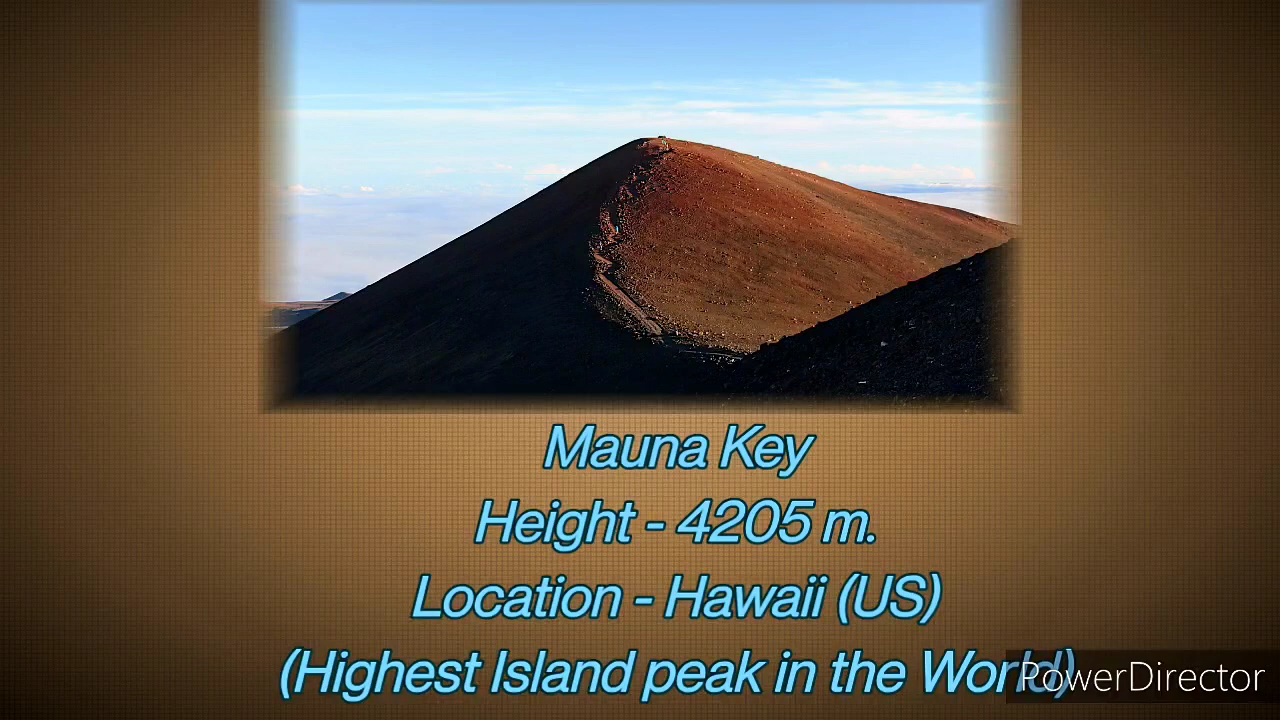 Mauna Key
Height - 4205 m.
Location - Hawaii (US)
(Highest Island peak in the World)
PowerDirector